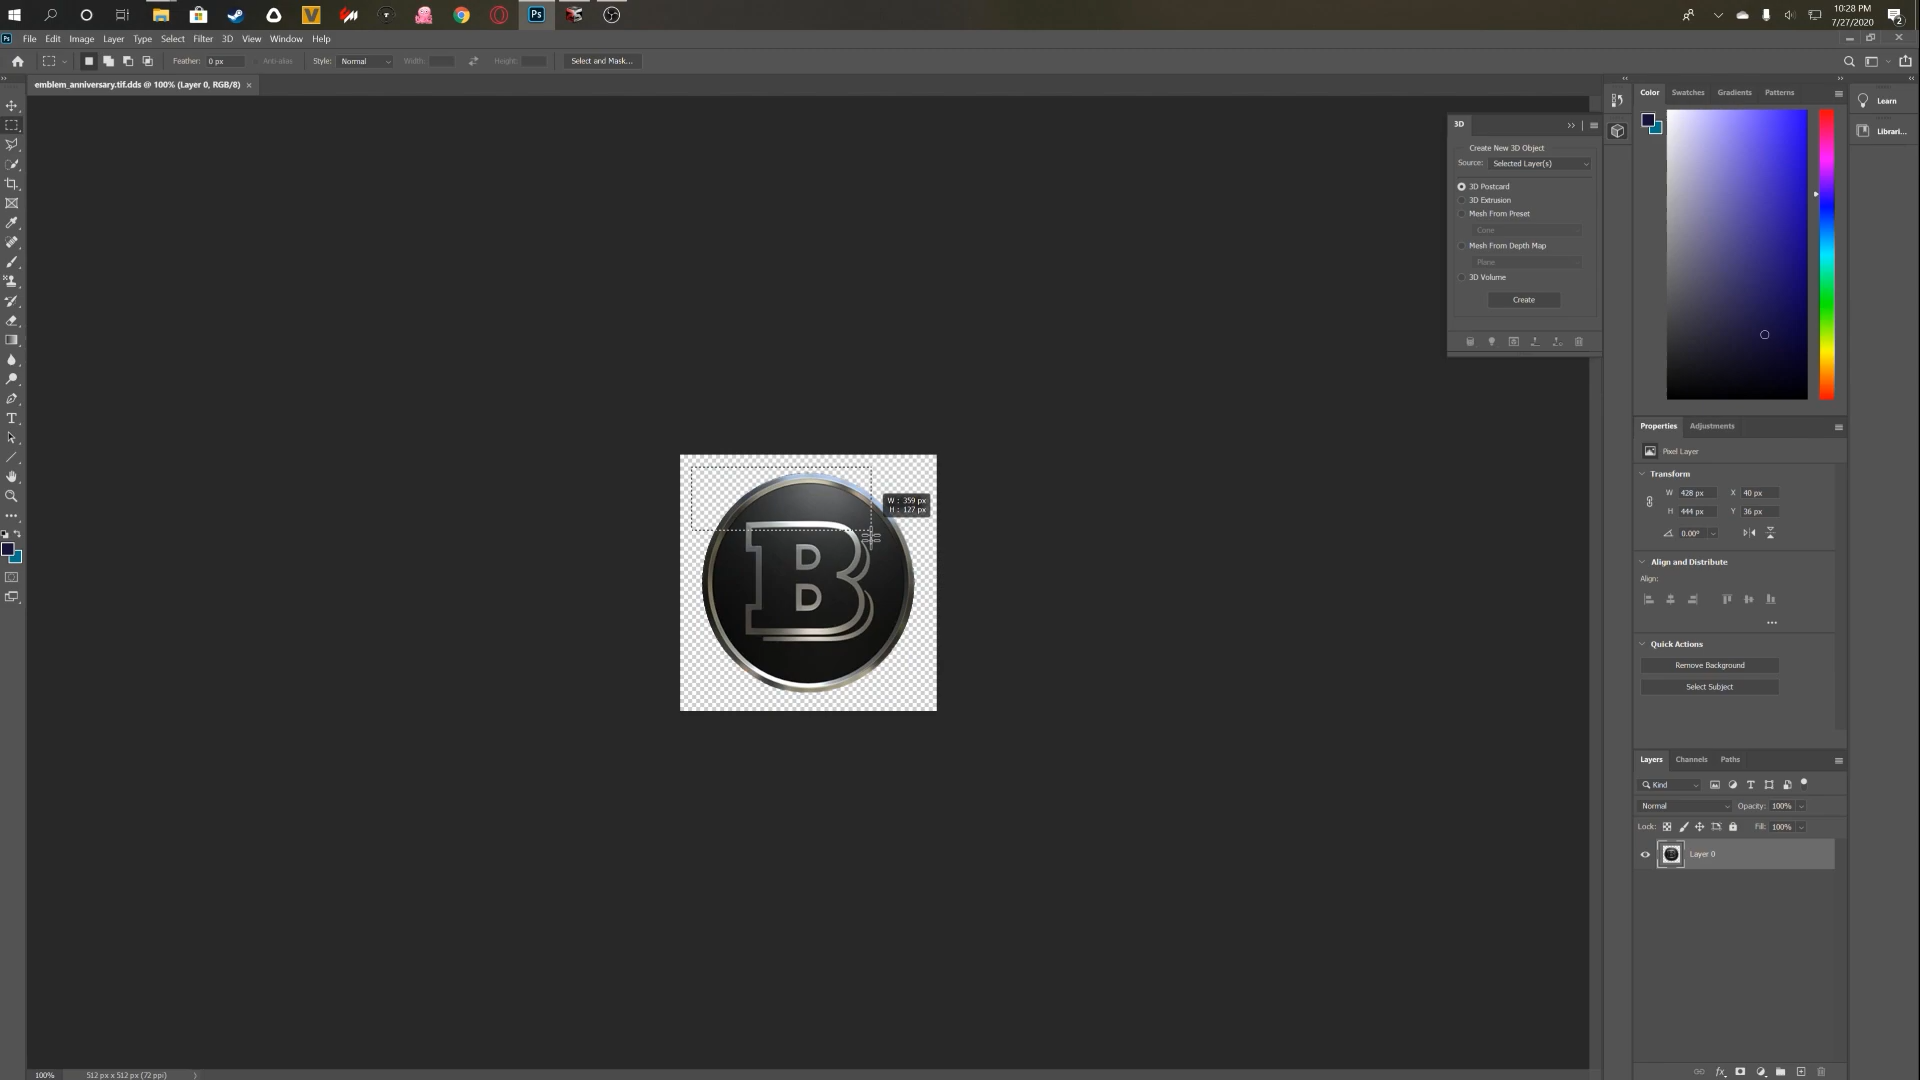 10:28 PM
7/27/2020
2
Ps
File Edit Image Layer Type Select Filter 3D View Window Help
Feather: 0 px Anti-alias Style: Normal Width: Height: Select and Mask...
emblem_anniversary.tif.dds @ 100% (Layer 0, RGB/8) ×
Color Swatches Gradients Patterns
Learn
Librari...
3D
Create New 3D Object
Source: Selected Layer(s)
3D Postcard
3D Extrusion
Mesh From Preset
Cone
Mesh From Depth Map
Plane
3D Volume
Create
W : 359 px
H : 127 px
B
Properties Adjustments
Pixel Layer
Transform
W 428 px X 40 px
H 444 px Y 36 px
0.00°
Align and Distribute
Align:
Quick Actions
Remove Background
Select Subject
Layers Channels Paths
Kind
Normal Opacity: 100%
Lock: Fill: 100%
Layer 0
100% 512 px x 512 px (72 ppi)